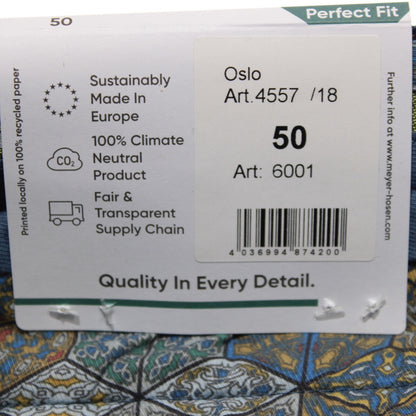 50
Perfect Fit
Printed locally on 100% recycled paper
Sustainably
Made In
Europe
CO₂
100% Climate
Neutral
Product
Fair &
Transparent
Supply Chain
Oslo
Art.4557 /18
50
Art: 6001
4 036994 874200
Further info at www.meyer-hosen.com
Quality In Every Detail.